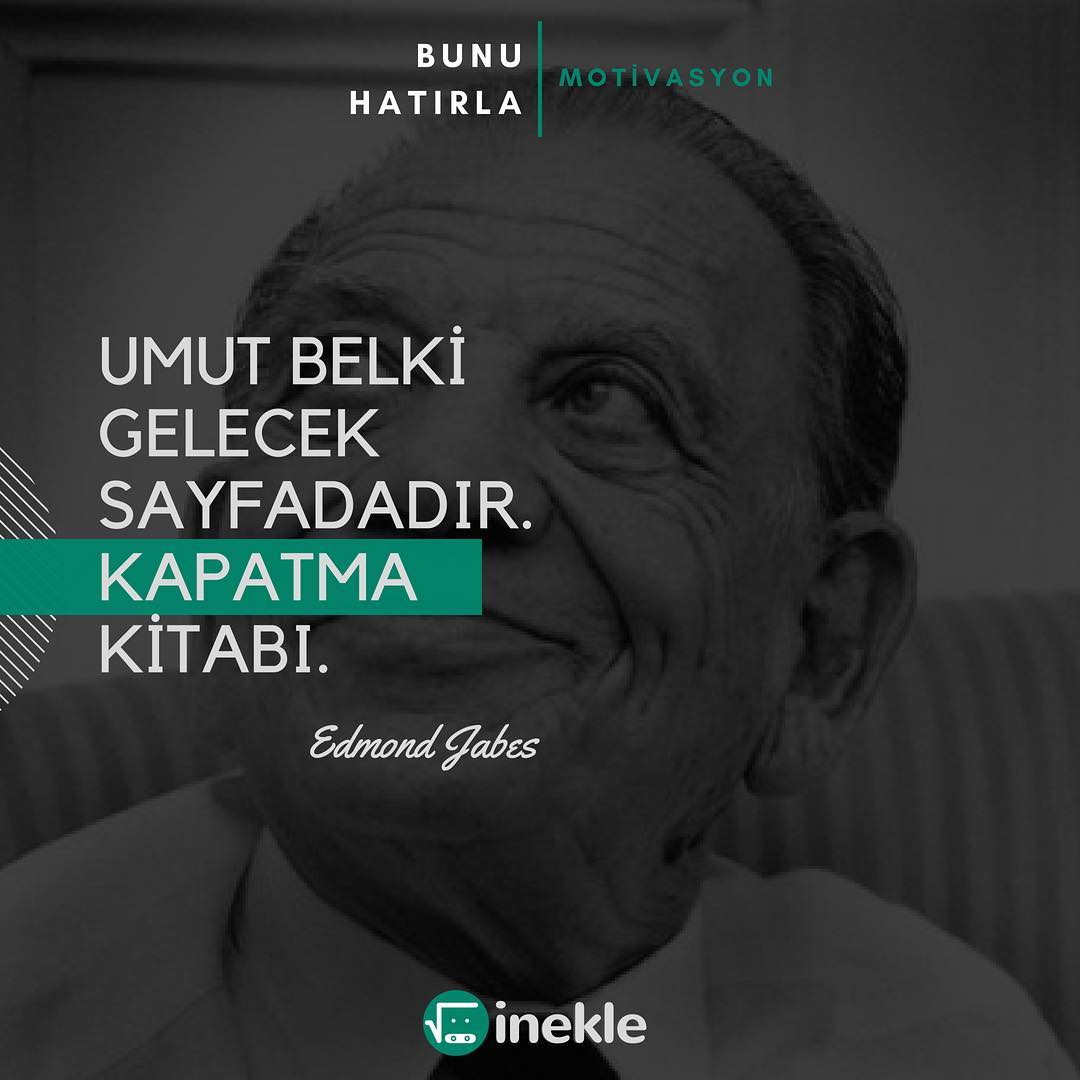 BUNU
HATIRLA
MOTİVASYON
UMUT BELKİ
GELECEK
SAYFADADIR.
KAPATMA
KİTABI.
Edmond Jabes
inekle